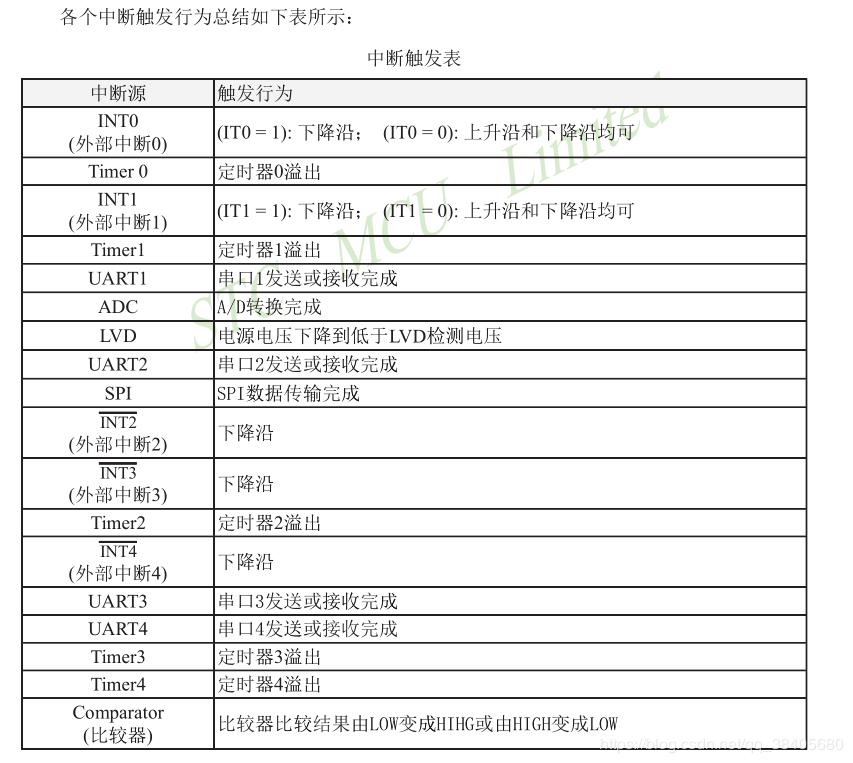 各个中断触发行为总结如下表所示:
中断触发表
中断源 触发行为
INT0
(外部中断0)
(IT0 = 1): 下降沿； (IT0 = 0): 上升沿和下降沿均可
Timer 0 定时器0溢出
INT1
(外部中断1)
(IT1 = 1): 下降沿； (IT1 = 0): 上升沿和下降沿均可
Timer1 定时器1溢出
UART1 串口1发送或接收完成
ADC A/D转换完成
LVD 电源电压下降到低于LVD检测电压
UART2 串口2发送或接收完成
SPI SPI数据传输完成
INT2
(外部中断2)
下降沿
INT3
(外部中断3)
下降沿
Timer2 定时器2溢出
INT4
(外部中断4)
下降沿
UART3 串口3发送或接收完成
UART4 串口4发送或接收完成
Timer3 定时器3溢出
Timer4 定时器4溢出
Comparator
(比较器)
比较器比较结果由LOW变成HIHG或由HIGH变成LOW
STC MCU Limited
https://blog.csdn.net/qq_38405680